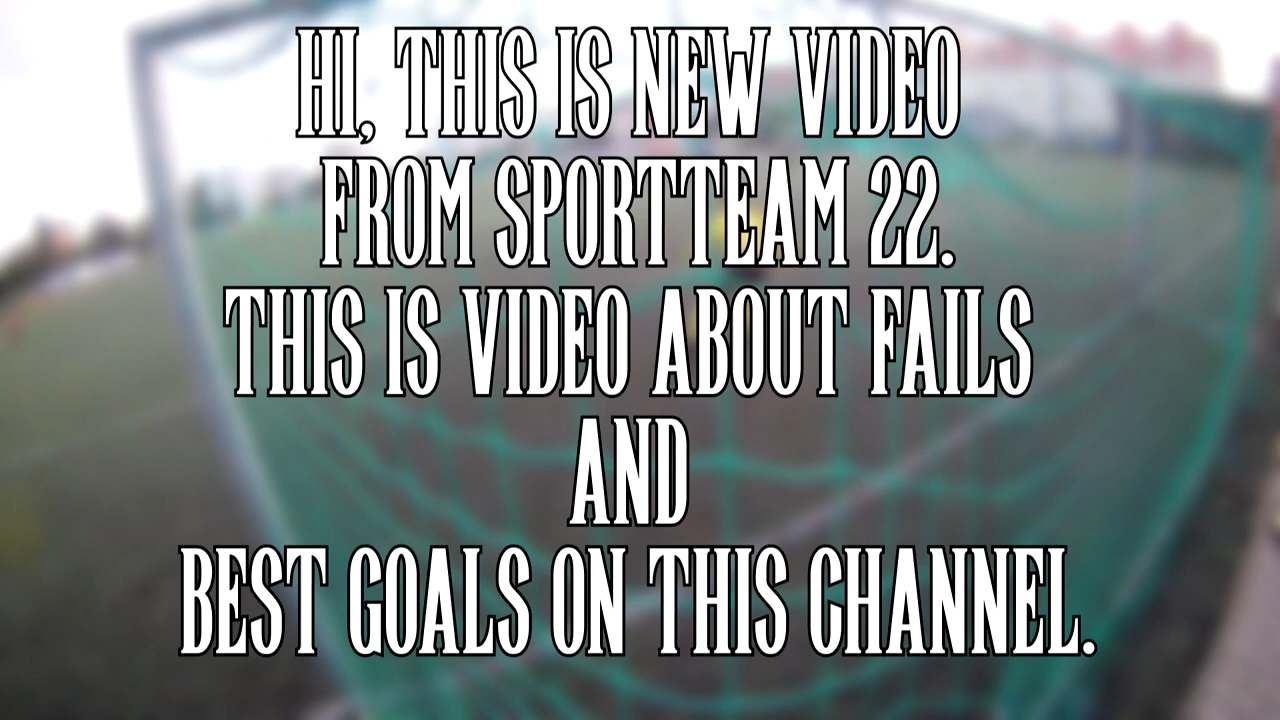 HI, THIS IS NEW VIDEO
FROM SPORTTEAM 22.
THIS IS VIDEO ABOUT FAILS
AND
BEST GOALS ON THIS CHANNEL.